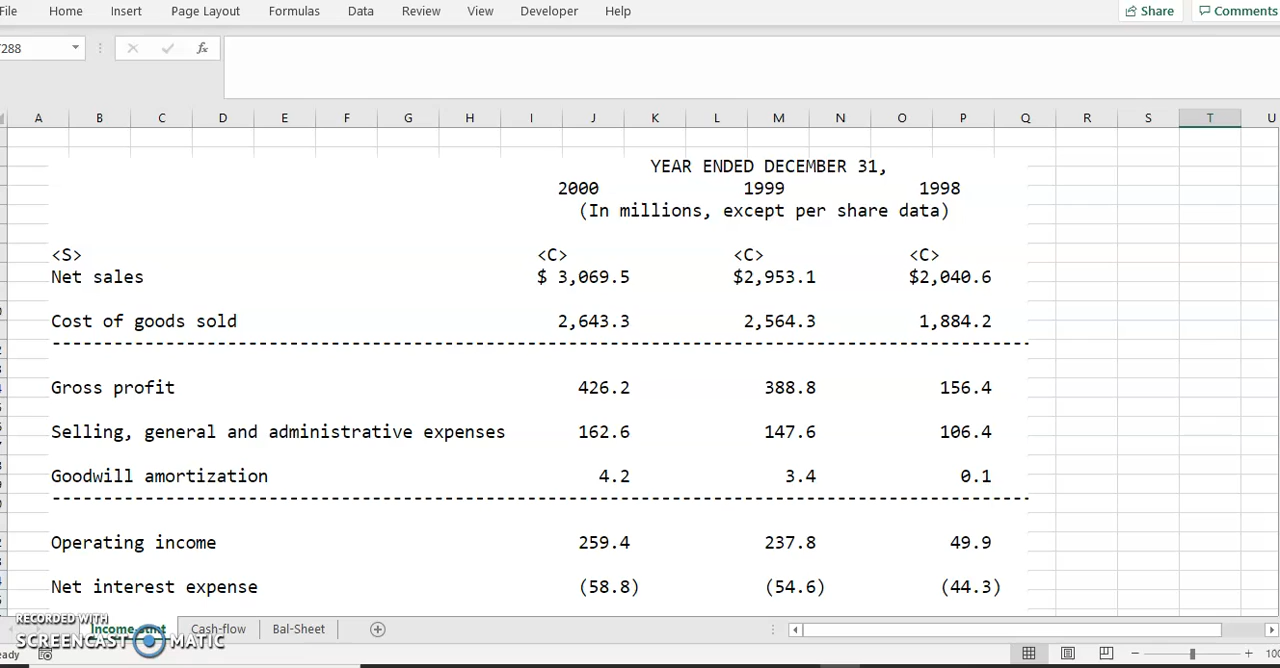 File Home Insert Page Layout Formulas Data Review View Developer Help Share Comments
288 fx
A B C D E F G H I J K L M N O P Q R S T U
YEAR ENDED DECEMBER 31,
2000 1999 1998
(In millions, except per share data)
<S> <C> <C> <C>
Net sales $ 3,069.5 $2,953.1 $2,040.6
Cost of goods sold 2,643.3 2,564.3 1,884.2
Gross profit 426.2 388.8 156.4
Selling, general and administrative expenses 162.6 147.6 106.4
Goodwill amortization 4.2 3.4 0.1
Operating income 259.4 237.8 49.9
Net interest expense (58.8) (54.6) (44.3)
RECORDED WITH
Income-stmt Cash-flow Bal-Sheet
SCREENCAST MATIC
eady 100